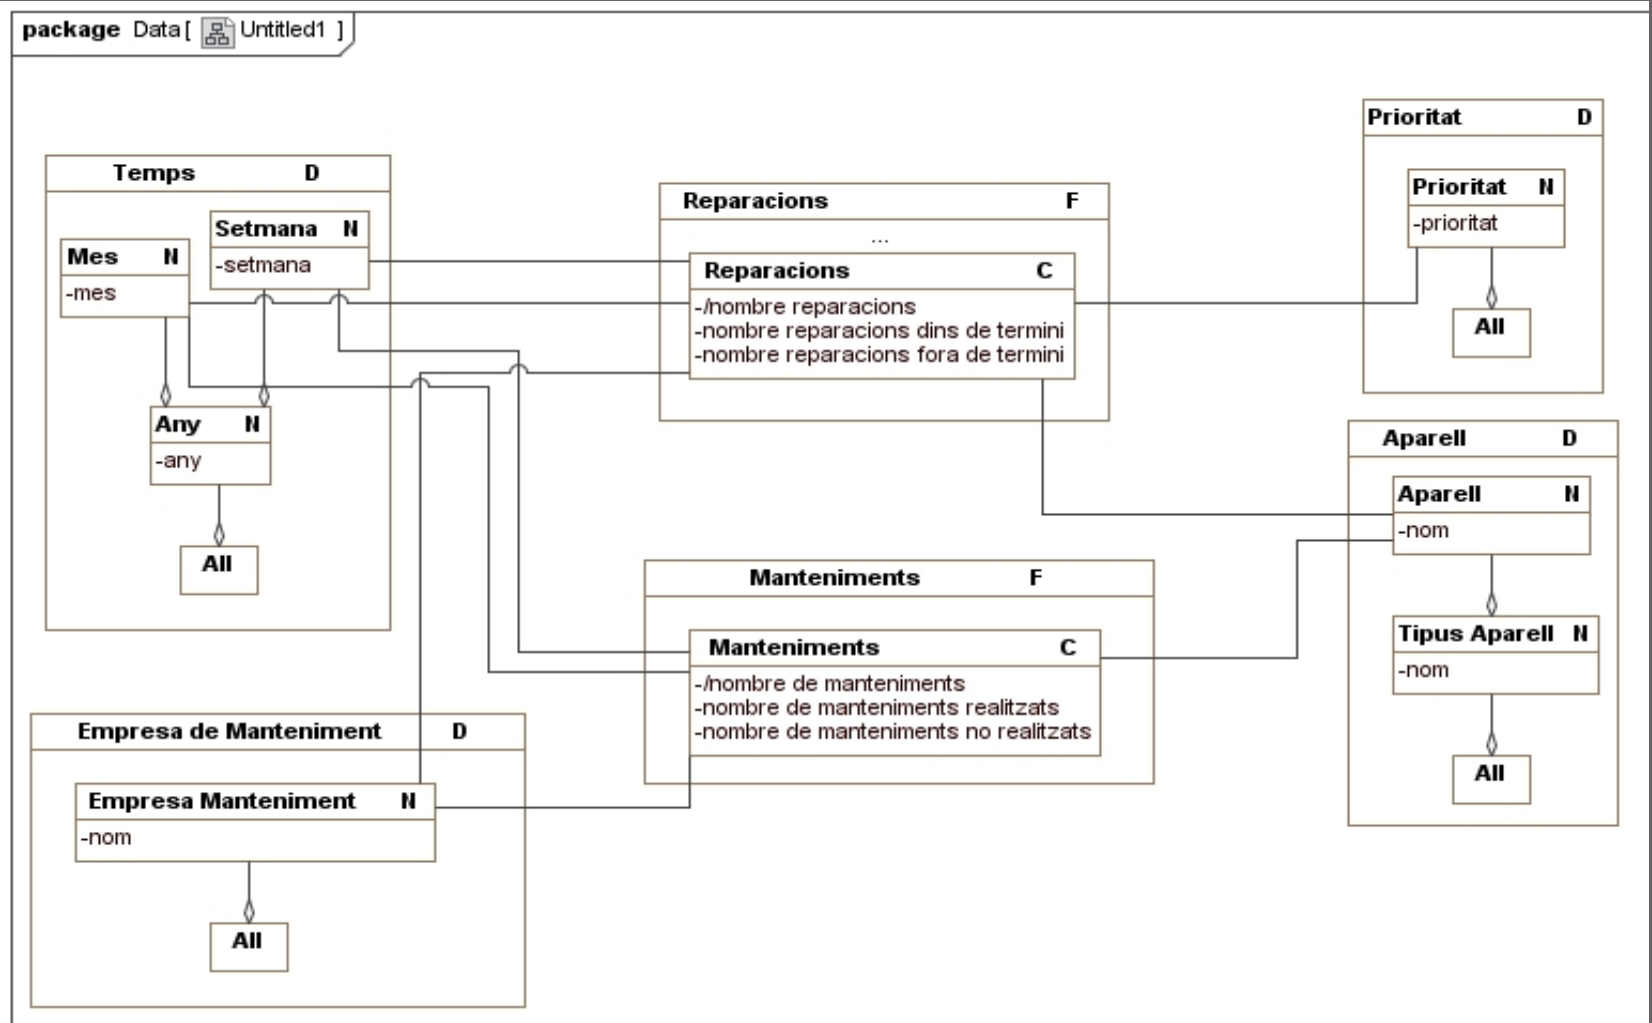 package Data [ Untitled1 ]
Temps D
Mes N
-mes
Setmana N
-setmana
Any N
-any
All
Reparacions F
...
Reparacions C
-/nombre reparacions
-nombre reparacions dins de termini
-nombre reparacions fora de termini
Prioritat D
Prioritat N
-prioritat
All
Aparell D
Aparell N
-nom
Tipus Aparell N
-nom
All
Manteniments F
Manteniments C
-/nombre de manteniments
-nombre de manteniments realitzats
-nombre de manteniments no realitzats
Empresa de Manteniment D
Empresa Manteniment N
-nom
All